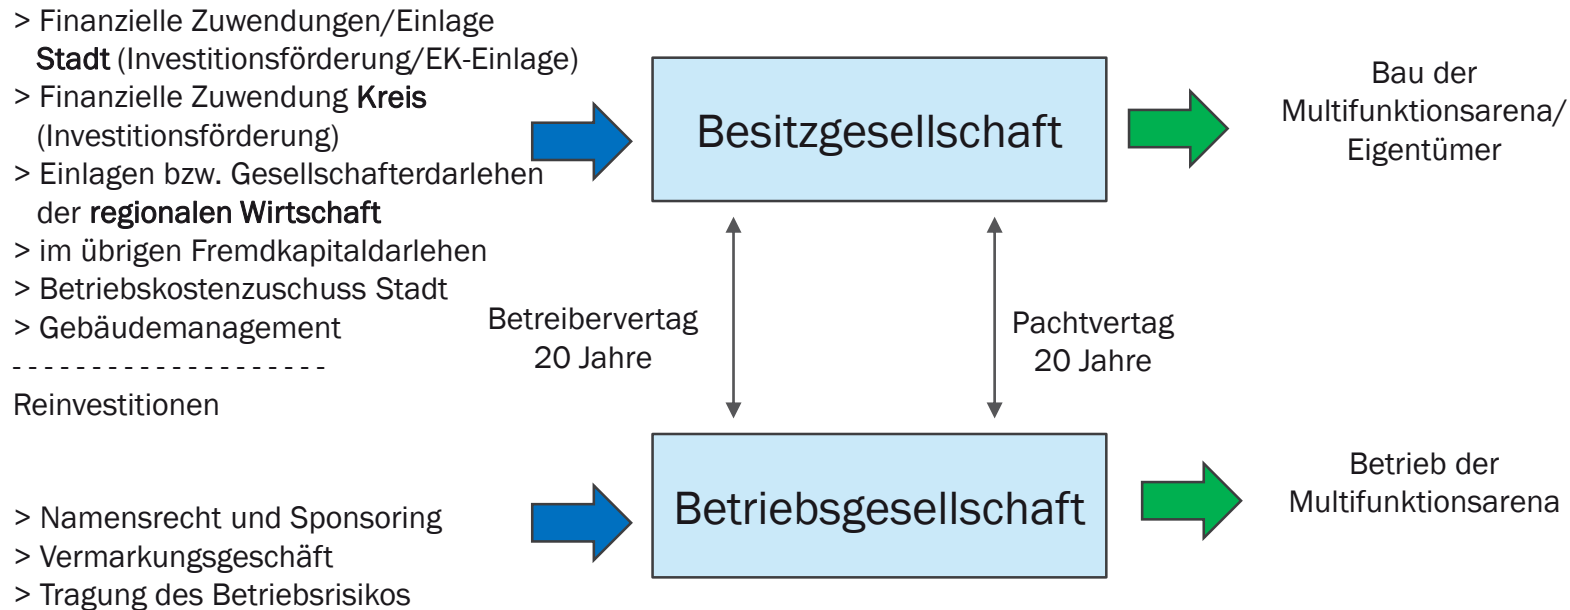 > Finanzielle Zuwendungen/Einlage
Stadt (Investitionsförderung/EK-Einlage)
> Finanzielle Zuwendung Kreis
(Investitionsförderung)
> Einlagen bzw. Gesellschafterdarlehen
der regionalen Wirtschaft
> im übrigen Fremdkapitaldarlehen
> Betriebskostenzuschuss Stadt
> Gebäudemanagement
- - - - - - - - - - - - - - - - - - - -
Reinvestitionen
> Namensrecht und Sponsoring
> Vermarkungsgeschäft
> Tragung des Betriebsrisikos
Besitzgesellschaft
Betreibervertag
20 Jahre
Pachtvertag
20 Jahre
Betriebsgesellschaft
Bau der
Multifunktionsarena/
Eigentümer
Betrieb der
Multifunktionsarena